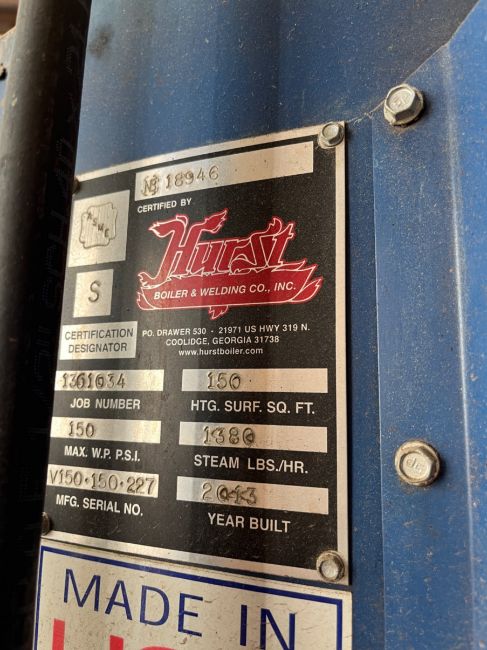 NB 18946
CERTIFIED BY
ASME
Hurst
BOILER & WELDING CO., INC.
S
CERTIFICATION
DESIGNATOR
PO. DRAWER 530 - 21971 US HWY 319 N.
COOLIDGE, GEORGIA 31738
www.hurstboiler.com
1361034 150
JOB NUMBER HTG. SURF. SQ. FT.
150 1380
MAX. W.P. P.S.I. STEAM LBS./HR.
V150·150·227 2013
MFG. SERIAL NO. YEAR BUILT
MADE IN